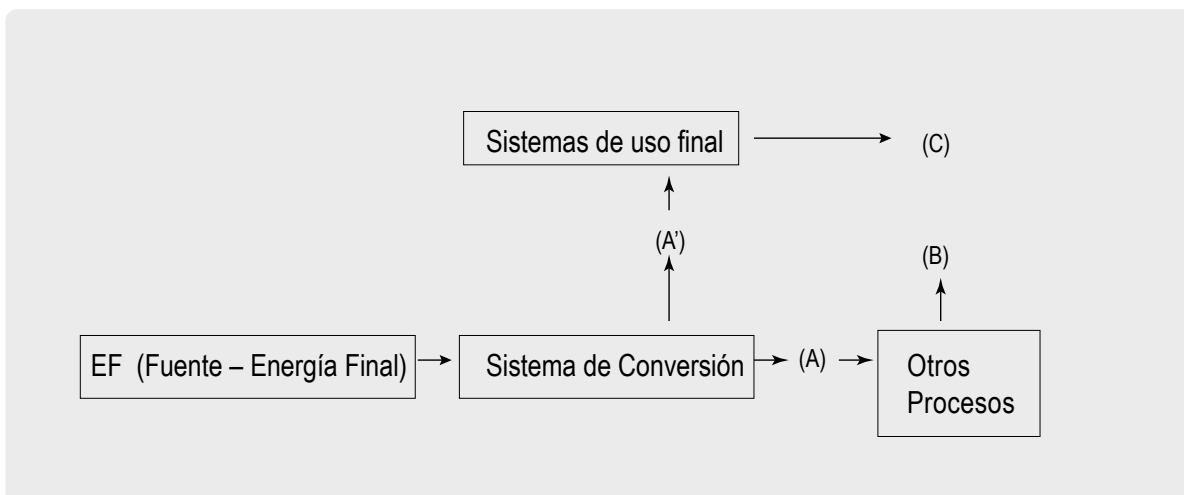 Sistemas de uso final
(C)
(A’)
(B)
EF (Fuente – Energía Final)
Sistema de Conversión
(A)
Otros
Procesos